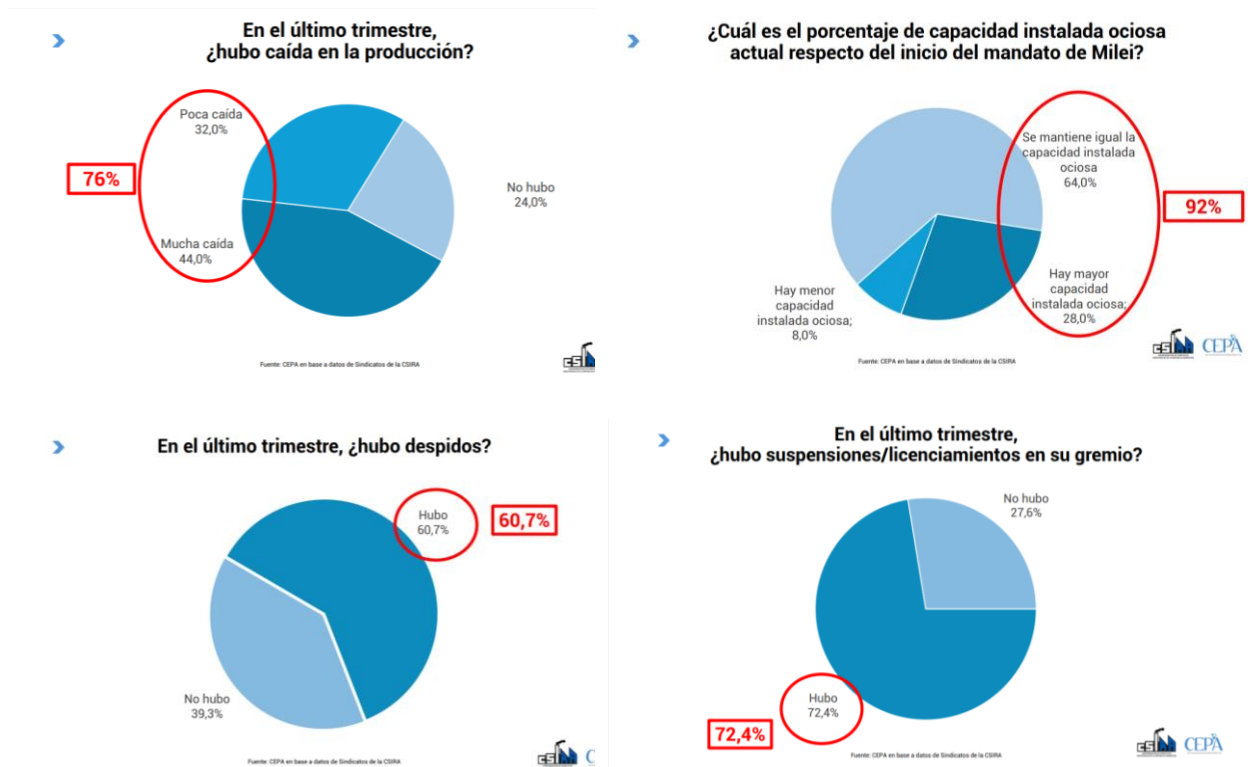 En el último trimestre,
¿hubo caída en la producción?
Poca caída
32,0%
76%
No hubo
24,0%
Mucha caída
44,0%
Fuente: CEPA en base a datos de Sindicatos de la CSIRA
¿Cuál es el porcentaje de capacidad instalada ociosa
actual respecto del inicio del mandato de Milei?
Se mantiene igual la
capacidad instalada
ociosa
64,0%
92%
Hay mayor
capacidad
instalada ociosa;
28,0%
Hay menor
capacidad
instalada ociosa;
8,0%
Fuente: CEPA en base a datos de Sindicatos de la CSIRA
CEPA
En el último trimestre, ¿hubo despidos?
Hubo
60,7%
60,7%
No hubo
39,3%
Fuente: CEPA en base a datos de Sindicatos de la CSIRA
En el último trimestre,
¿hubo suspensiones/licenciamientos en su gremio?
No hubo
27,6%
Hubo
72,4%
72,4%
Fuente: CEPA en base a datos de Sindicatos de la CSIRA
CEPA